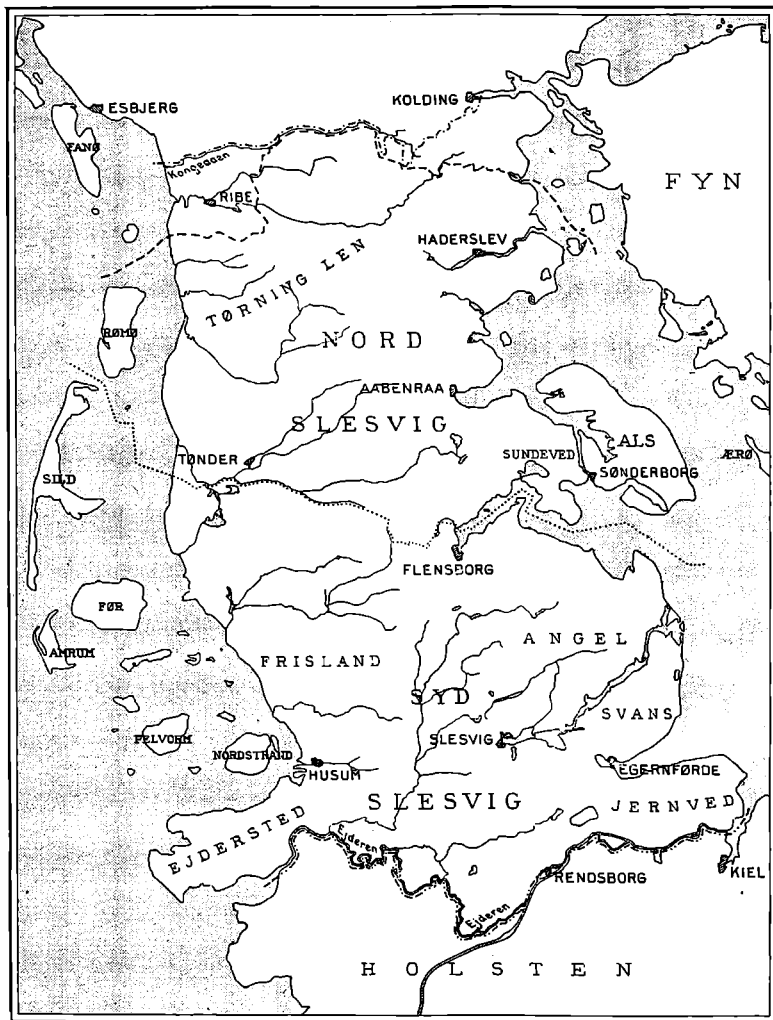 ESBJERG
KOLDING
FANØ
Kongeaaen
FYN
RIBE
HADERSLEV
TØRNING LEN
RØMØ
NORD
AABENRAA
SLESVIG
ALS
TØNDER
SUNDEVED
ÆRØ
SILD
SØNDERBORG
FLENSBORG
FØR
ANGEL
AMRUM
FRISLAND
SYD
SVANS
PELVORM
SLESVIG
NORDSTRAND
HUSUM
EGERNFØRDE
SLESVIG
JERNVED
EJDERSTED
Ejderen
KIEL
RENDSBORG
Ejderen
HOLSTEN